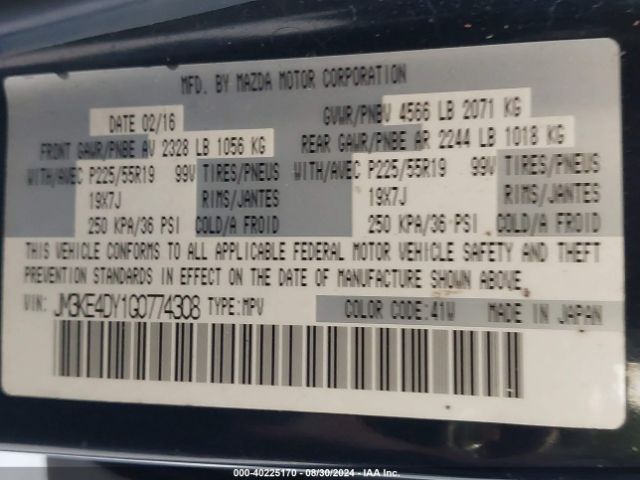 MFD. BY MAZDA MOTOR CORPORATION
DATE 02/16 GVWR/PNBV 4566 LB 2071 KG
FRONT GAWR/PNBE AV 2328 LB 1056 KG REAR GAWR/PNBE AR 2244 LB 1018 KG
WITH/AVEC P225/55R19 99V TIRES/PNEUS WITH/AVEC P225/55R19 99V TIRES/PNEUS
19X7J RIMS/JANTES 19X7J RIMS/JANTES
250 KPA/36 PSI COLD/A FROID 250 KPA/36 PSI COLD/A FROID
THIS VEHICLE CONFORMS TO ALL APPLICABLE FEDERAL MOTOR VEHICLE SAFETY AND THEFT
PREVENTION STANDARDS IN EFFECT ON THE DATE OF MANUFACTURE SHOWN ABOVE.
VIN: JM3KE4DY1G0774308 TYPE: MPV COLOR CODE: 41W MADE IN JAPAN
000-40225170 - 08/30/2024 - IAA Inc.